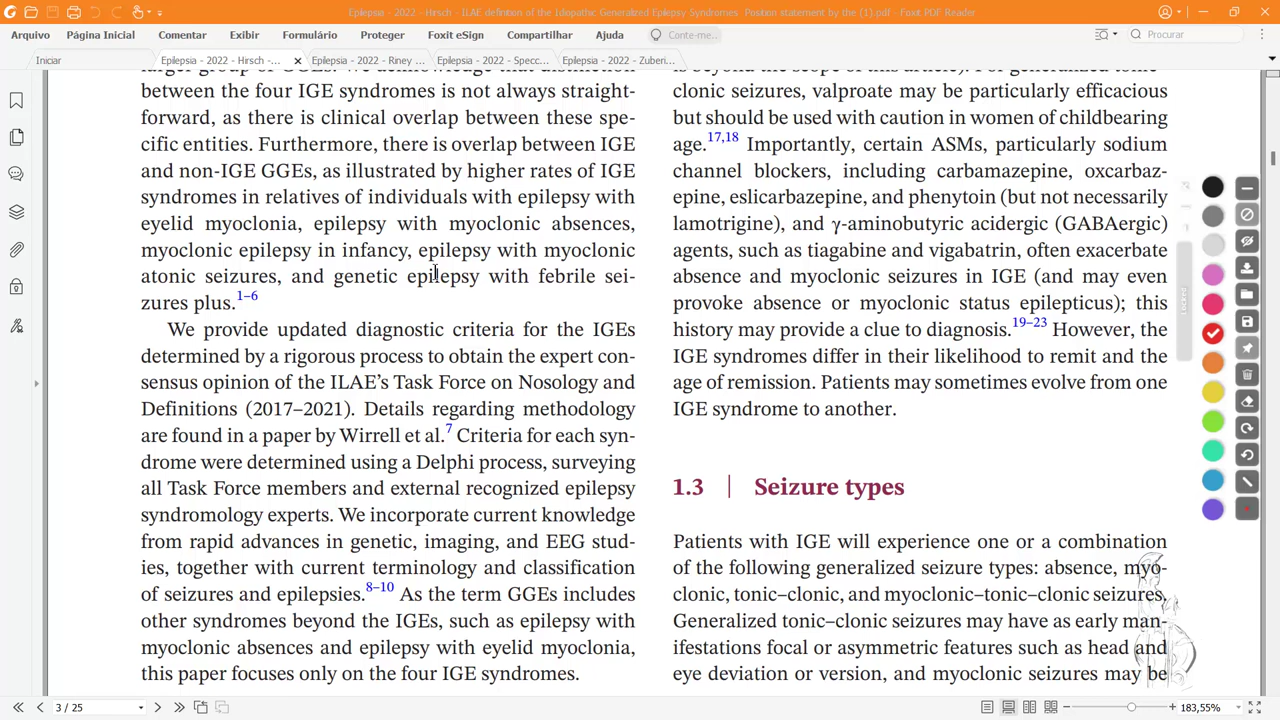 Epilepsia - 2022 - Hirsch - ILAE definition of the Idiopathic Generalized Epilepsy Syndromes Position statement by the (1).pdf - Foxit PDF Reader
Arquivo Página Inicial Comentar Exibir Formulário Proteger Foxit eSign Compartilhar Ajuda Conte-me... Procurar
Iniciar Epilepsia - 2022 - Hirsch -... Epilepsia - 2022 - Riney ... Epilepsia - 2022 - Specc... Epilepsia - 2022 - Zuberi...
larger group of GGEs. We acknowledge that distinction
between the four IGE syndromes is not always straight-
forward, as there is clinical overlap between these spe-
cific entities. Furthermore, there is overlap between IGE
and non-IGE GGEs, as illustrated by higher rates of IGE
syndromes in relatives of individuals with epilepsy with
eyelid myoclonia, epilepsy with myoclonic absences,
myoclonic epilepsy in infancy, epilepsy with myoclonic
atonic seizures, and genetic epilepsy with febrile sei-
zures plus.1–6
We provide updated diagnostic criteria for the IGEs
determined by a rigorous process to obtain the expert con-
sensus opinion of the ILAE's Task Force on Nosology and
Definitions (2017–2021). Details regarding methodology
are found in a paper by Wirrell et al.7 Criteria for each syn-
drome were determined using a Delphi process, surveying
all Task Force members and external recognized epilepsy
syndromology experts. We incorporate current knowledge
from rapid advances in genetic, imaging, and EEG stud-
ies, together with current terminology and classification
of seizures and epilepsies.8–10 As the term GGEs includes
other syndromes beyond the IGEs, such as epilepsy with
myoclonic absences and epilepsy with eyelid myoclonia,
this paper focuses only on the four IGE syndromes.
is beyond the scope of this article). For generalized tonic–
clonic seizures, valproate may be particularly efficacious
but should be used with caution in women of childbearing
age.17,18 Importantly, certain ASMs, particularly sodium
channel blockers, including carbamazepine, oxcarbaz-
epine, eslicarbazepine, and phenytoin (but not necessarily
lamotrigine), and γ-aminobutyric acidergic (GABAergic)
agents, such as tiagabine and vigabatrin, often exacerbate
absence and myoclonic seizures in IGE (and may even
provoke absence or myoclonic status epilepticus); this
history may provide a clue to diagnosis.19–23 However, the
IGE syndromes differ in their likelihood to remit and the
age of remission. Patients may sometimes evolve from one
IGE syndrome to another.
1.3 | Seizure types
Patients with IGE will experience one or a combination
of the following generalized seizure types: absence, myo-
clonic, tonic–clonic, and myoclonic–tonic–clonic seizures.
Generalized tonic–clonic seizures may have as early man-
ifestations focal or asymmetric features such as head and
eye deviation or version, and myoclonic seizures may be
3 / 25 183,55%